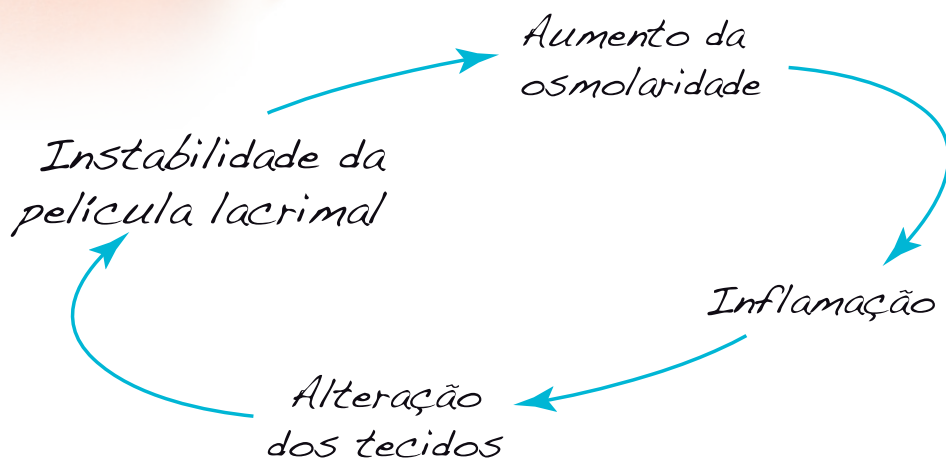 Aumento da
osmolaridade
Instabilidade da
película lacrimal
Inflamação
Alteração
dos tecidos